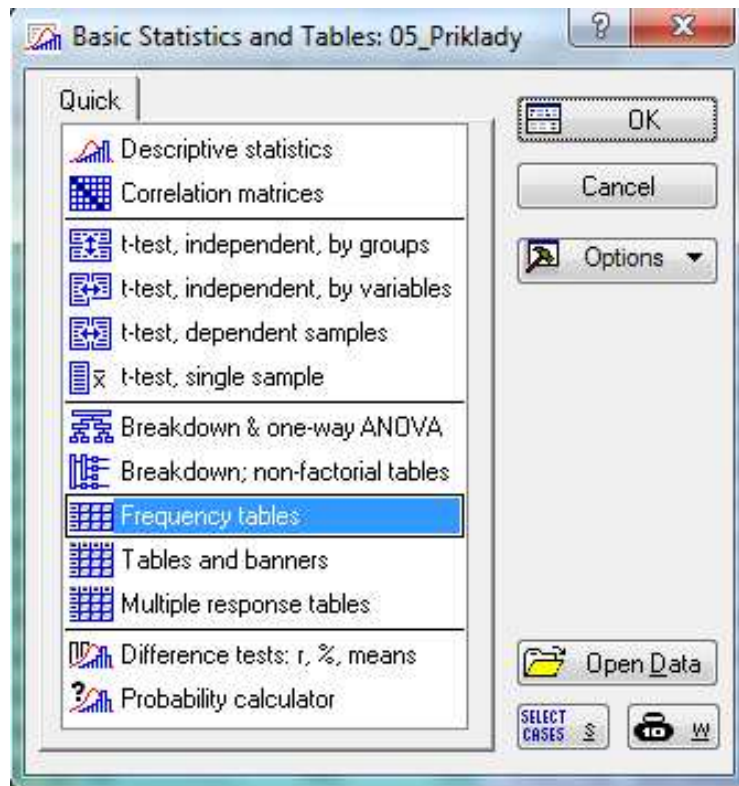 Basic Statistics and Tables: 05_Priklady
Quick
Descriptive statistics
Correlation matrices
t-test, independent, by groups
t-test, independent, by variables
t-test, dependent samples
t-test, single sample
Breakdown & one-way ANOVA
Breakdown; non-factorial tables
Frequency tables
Tables and banners
Multiple response tables
Difference tests: r, %, means
Probability calculator
OK
Cancel
Options
Open Data
SELECT
CASES S
W